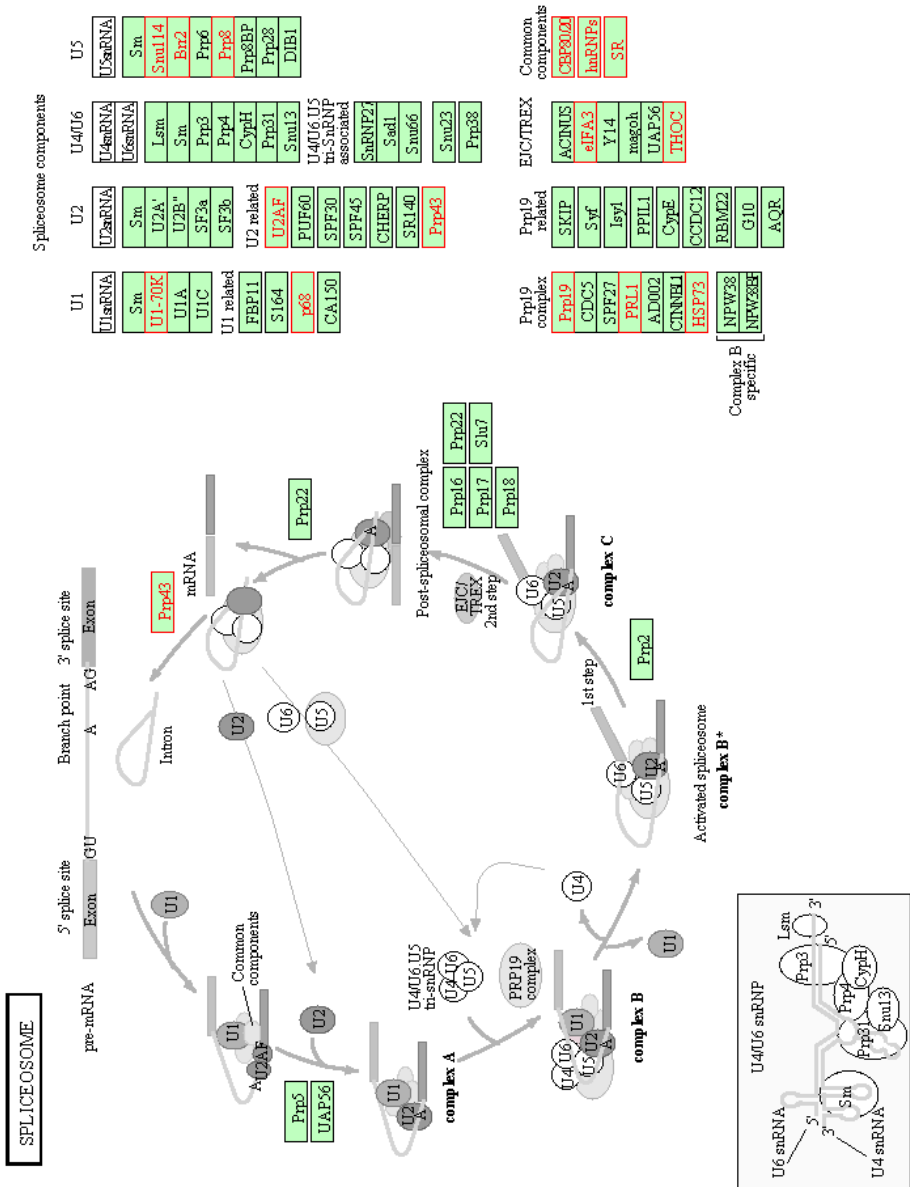 SPLICEOSOME
pre-mRNA
5' splice site
Branch point
3' splice site
Exon
GU
A
AG
Exon
U1
Intron
Prp43
mRNA
U1
Common
components
A
U2AF
U2
Prp5
UAP56
U1
U2
A
complex A
U4/U6.U5
tri-snRNP
U4
U6
U5
PRP19
complex
U4
U6
U5
U1
U2
A
complex B
U4
U1
U6
U5
U2
A
Activated spliceosome
complex B*
1st step
Prp2
U6
U5
U2
A
complex C
EJC/
TREX
2nd step
Prp16
Prp17
Prp18
Prp22
Slu7
Post-spliceosomal complex
A
Prp22
U2
U6
U5
U4/U6 snRNP
U6 snRNA
U4 snRNA
5'
3'
Sm
Prp31
Snu13
Prp4
CypH
Prp3
Lsm
5'
3'
Spliceosome components
U1
U1snRNA
Sm
U1-70K
U1A
U1C
U1 related
FBP11
S164
p68
CA150
U2
U2snRNA
Sm
U2A'
U2B"
SF3a
SF3b
U2 related
U2AF
PUF60
SPF30
SPF45
CHERP
SR140
Prp43
U4/U6
U4snRNA
U6snRNA
Lsm
Sm
Prp3
Prp4
CypH
Prp31
Snu13
U4/U6.U5
tri-SnRNP
associated
SnRNP27
Sad1
Snu66
Snu23
Prp38
U5
U5snRNA
Sm
Snu114
Brr2
Prp6
Prp8
Prp8BP
Prp28
DIB1
Prp19
complex
Prp19
CDC5
SPF27
PRL1
AD002
CTNNBL1
HSP73
NPW38
NPW38BP
Complex B
specific
Prp19
related
SKIP
Syf
Isy1
PPIL1
CypE
CCDC12
RBM22
G10
AQR
EJC/TREX
ACINUS
eIFA3
Y14
magoh
UAP56
THOC
Common
components
CBP80/20
hnRNPs
SR